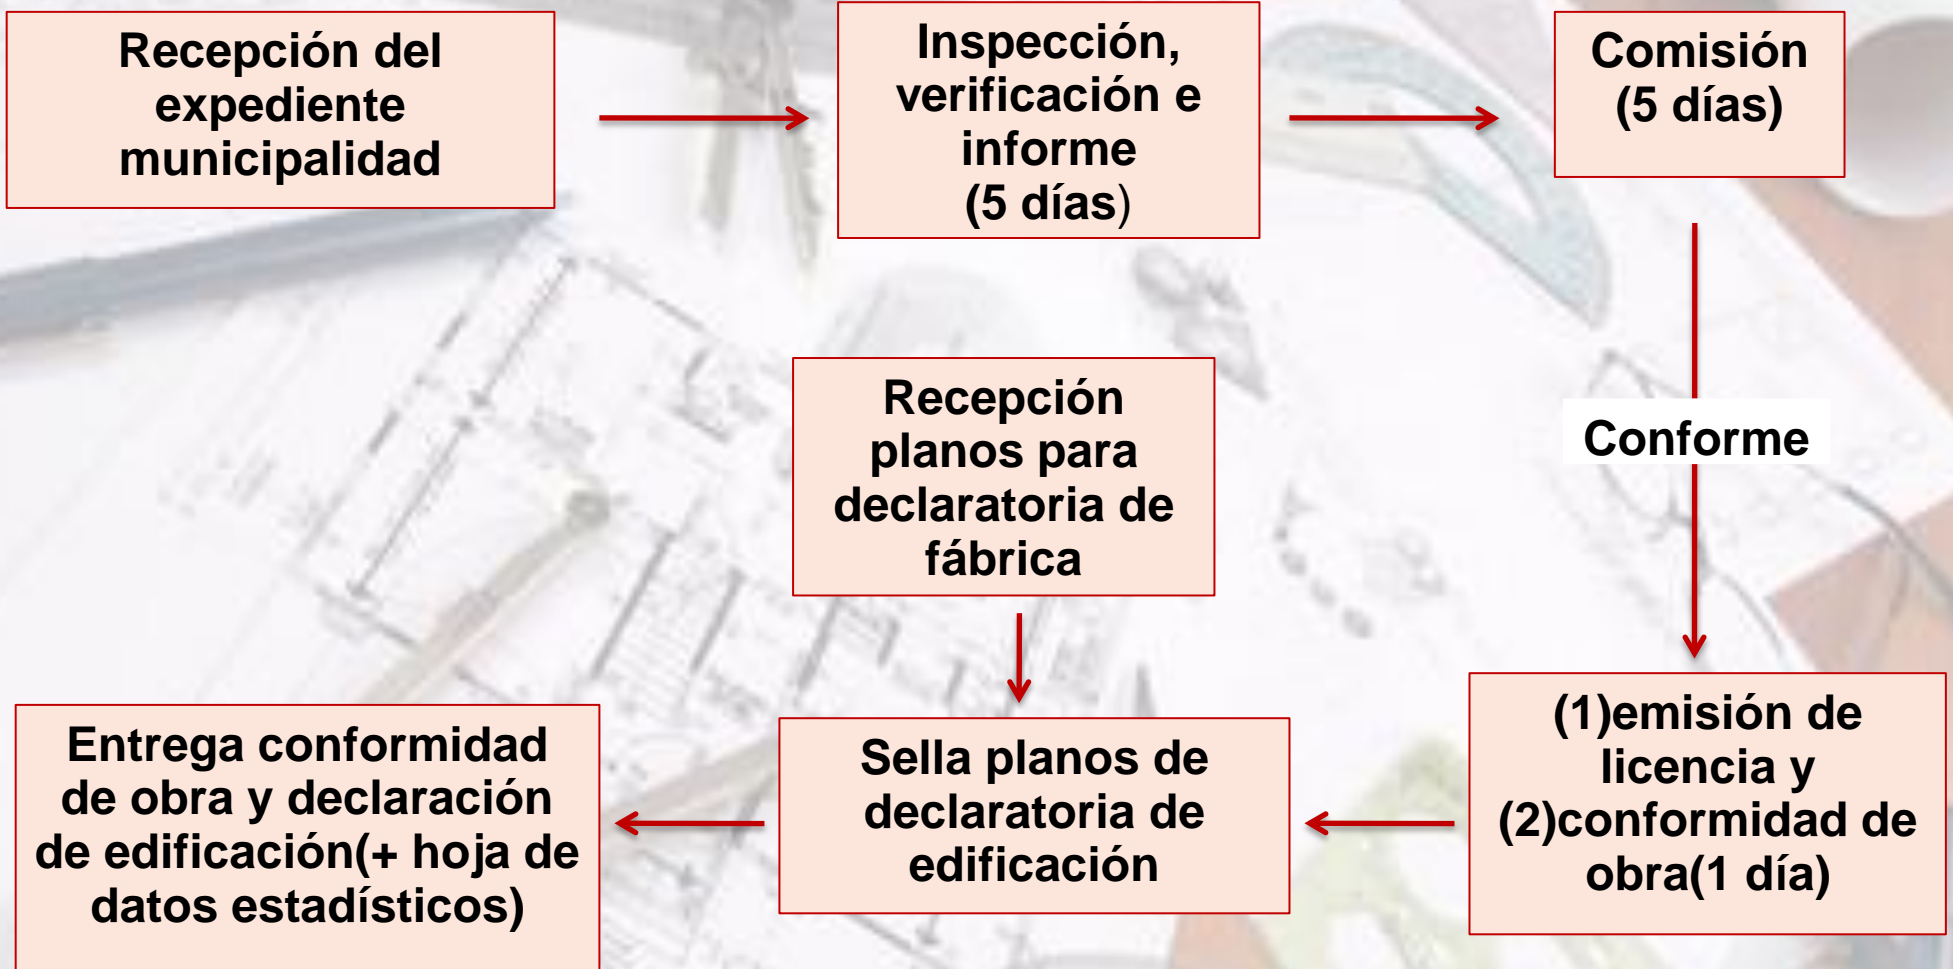 Recepción del
expediente
municipalidad
Inspección,
verificación e
informe
(5 días)
Comisión
(5 días)
Conforme
Recepción
planos para
declaratoria de
fábrica
(1)emisión de
licencia y
(2)conformidad de
obra(1 día)
Sella planos de
declaratoria de
edificación
Entrega conformidad
de obra y declaración
de edificación(+ hoja de
datos estadísticos)